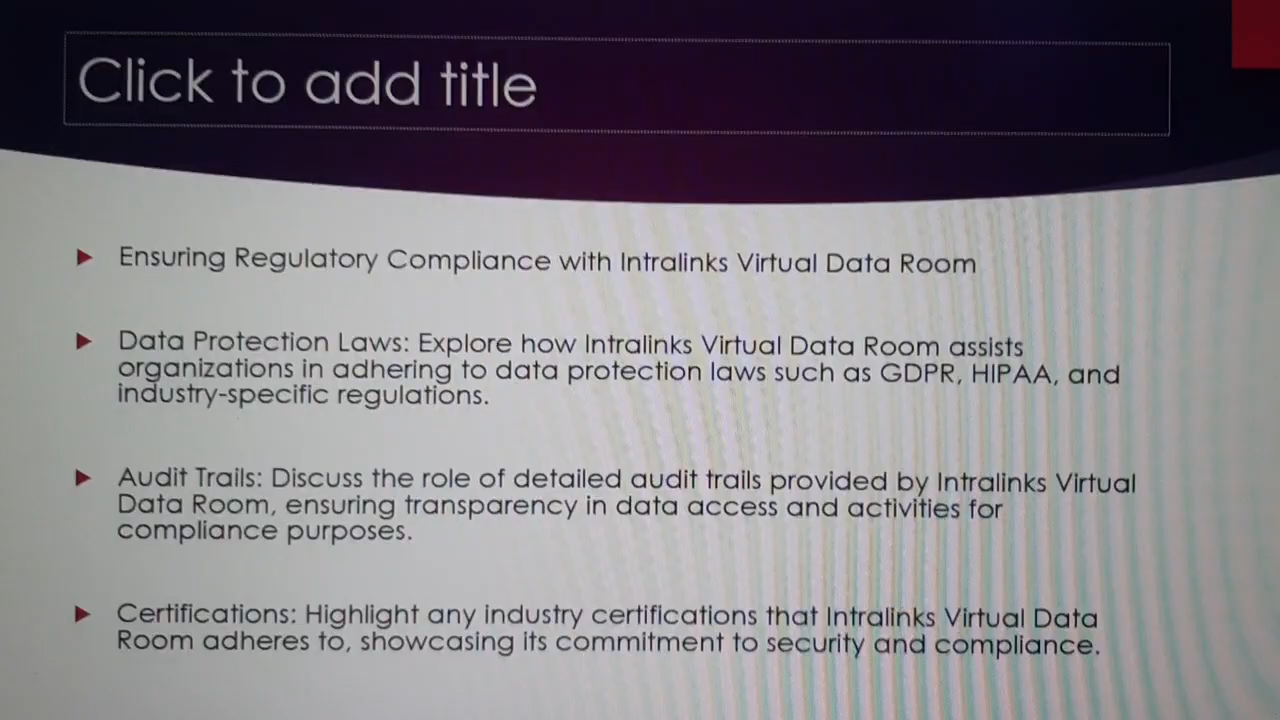 Click to add title
Ensuring Regulatory Compliance with Intralinks Virtual Data Room
Data Protection Laws: Explore how Intralinks Virtual Data Room assists
organizations in adhering to data protection laws such as GDPR, HIPAA, and
industry-specific regulations.
Audit Trails: Discuss the role of detailed audit trails provided by Intralinks Virtual
Data Room, ensuring transparency in data access and activities for
compliance purposes.
Certifications: Highlight any industry certifications that Intralinks Virtual Data
Room adheres to, showcasing its commitment to security and compliance.